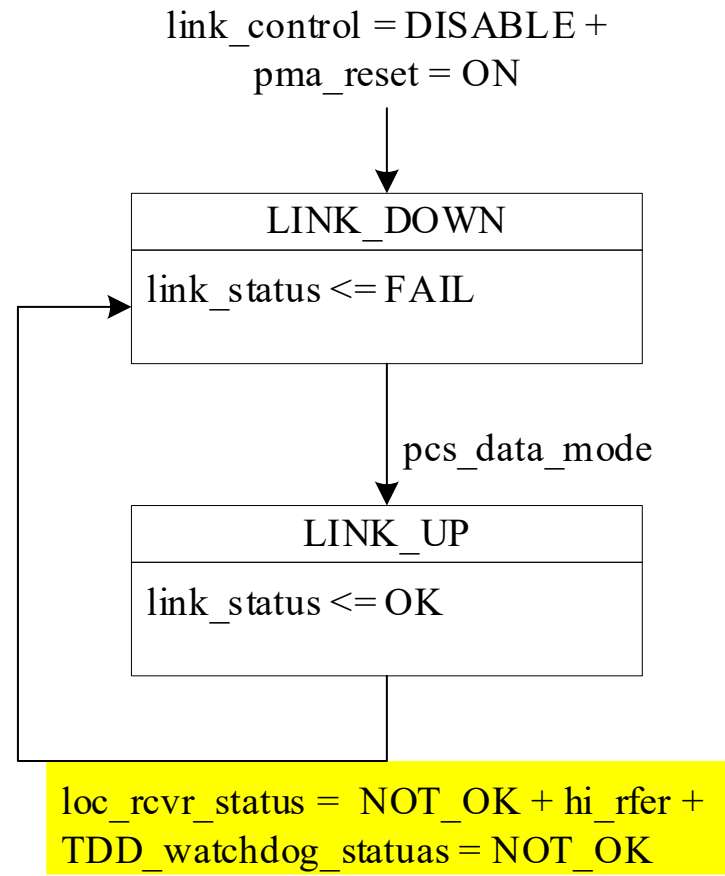 link_control = DISABLE +
pma_reset = ON
LINK_DOWN
link_status <= FAIL
pcs_data_mode
LINK_UP
link_status <= OK
loc_rcvr_status = NOT_OK + hi_rfer +
TDD_watchdog_statuas = NOT_OK